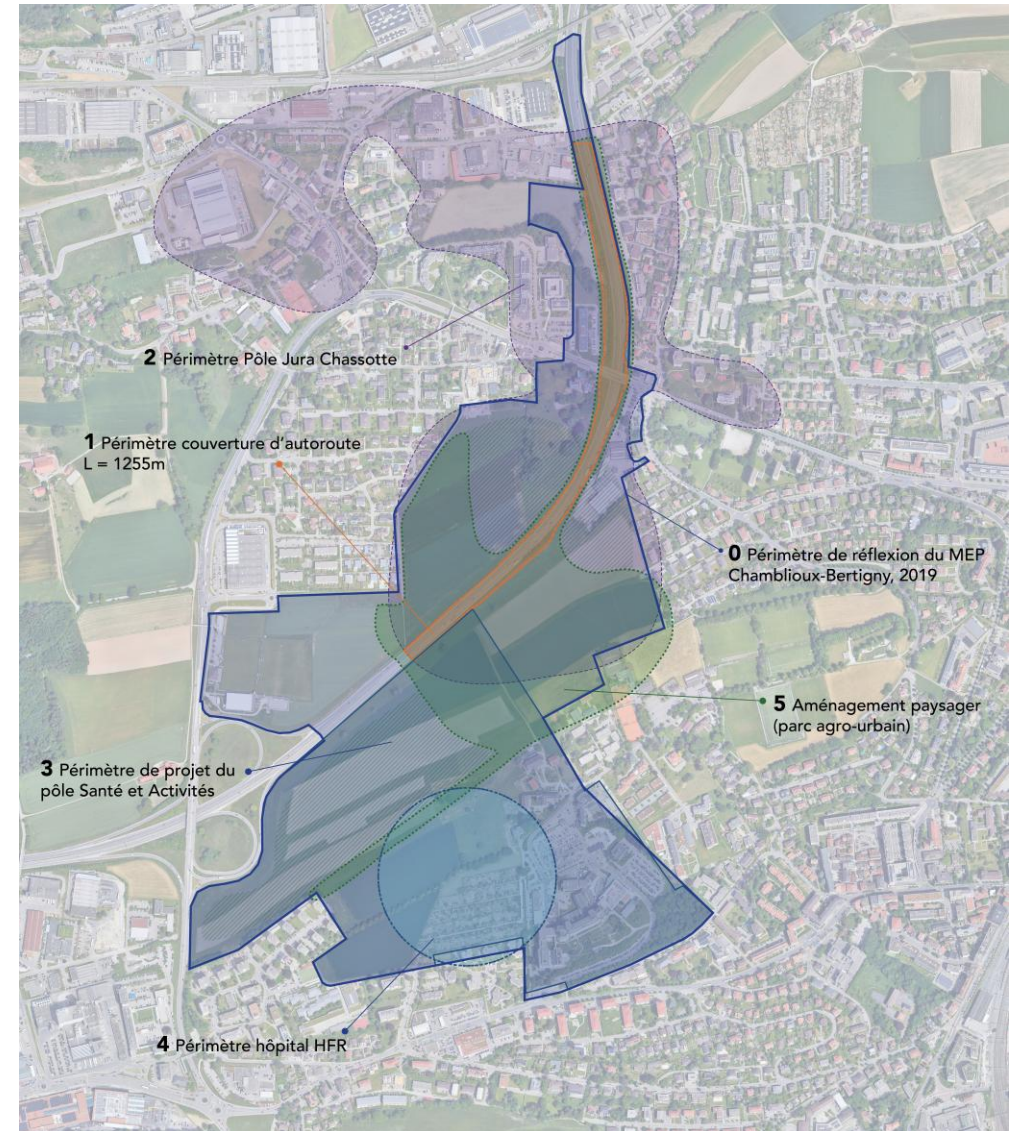 2 Périmètre Pôle Jura Chassotte
1 Périmètre couverture d'autoroute
L = 1255m
0 Périmètre de réflexion du MEP
Chamblioux-Bertigny, 2019
5 Aménagement paysager
(parc agro-urbain)
3 Périmètre de projet du
pôle Santé et Activités
4 Périmètre hôpital HFR